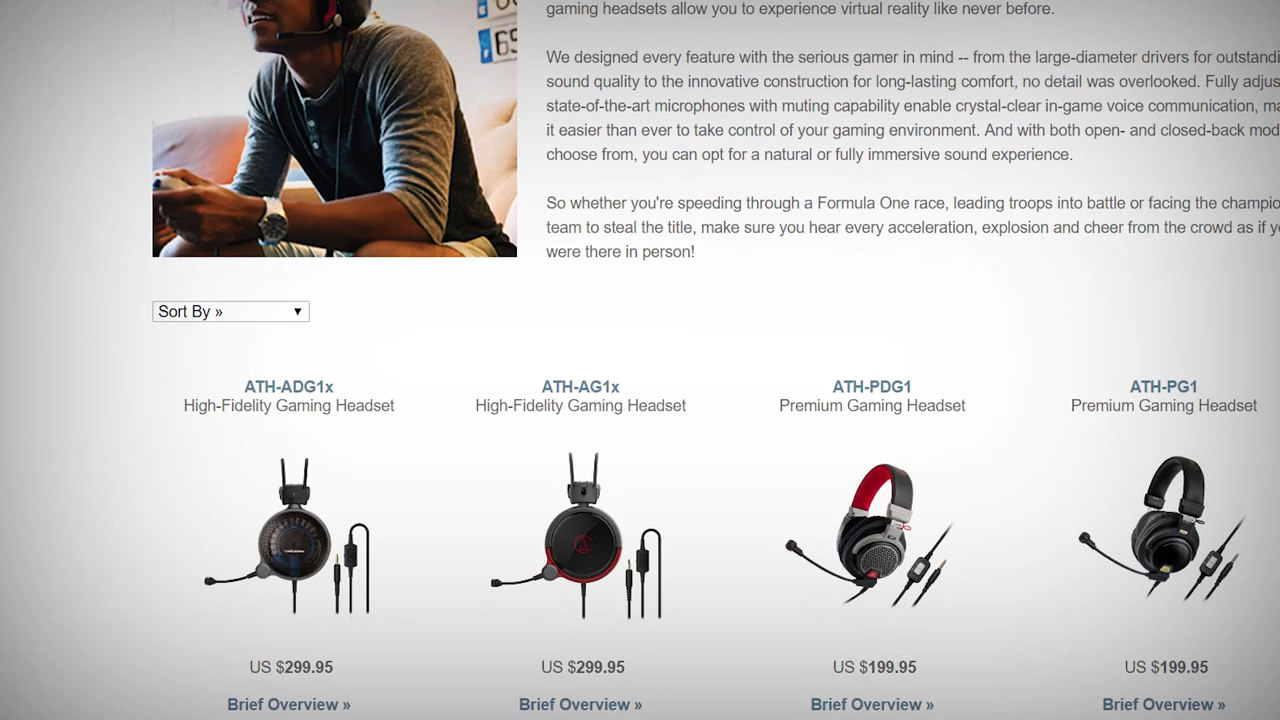 gaming headsets allow you to experience virtual reality like never before.
We designed every feature with the serious gamer in mind -- from the large-diameter drivers for
sound quality to the innovative construction for long-lasting comfort, no detail was overlooked. Fully
state-of-the-art microphones with muting capability enable crystal-clear in-game voice communication,
it easier than ever to take control of your gaming environment. And with both open- and closed-back
choose from, you can opt for a natural or fully immersive sound experience.
So whether you're speeding through a Formula One race, leading troops into battle or facing the
team to steal the title, make sure you hear every acceleration, explosion and cheer from the crowd as if
were there in person!
Sort By »
ATH-ADG1x
High-Fidelity Gaming Headset
US $299.95
Brief Overview »
ATH-AG1x
High-Fidelity Gaming Headset
US $299.95
Brief Overview »
ATH-PDG1
Premium Gaming Headset
US $199.95
Brief Overview »
ATH-PG1
Premium Gaming Headset
US $199.95
Brief Overview »